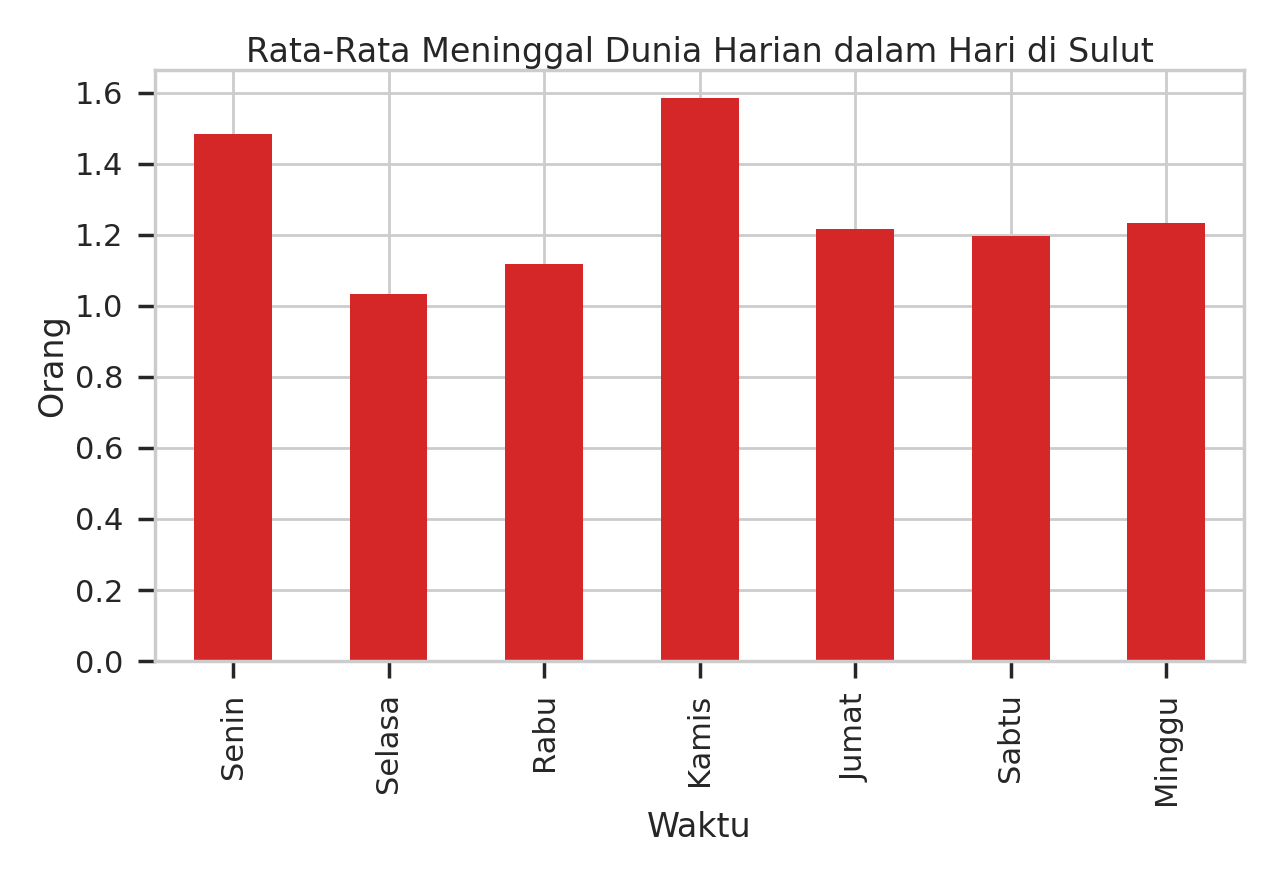 Rata-Rata Meninggal Dunia Harian dalam Hari di Sulut
1.6
1.4
1.2
1.0
0.8
0.6
0.4
0.2
0.0
Orang
Senin
Selasa
Rabu
Kamis
Jumat
Sabtu
Minggu
Waktu